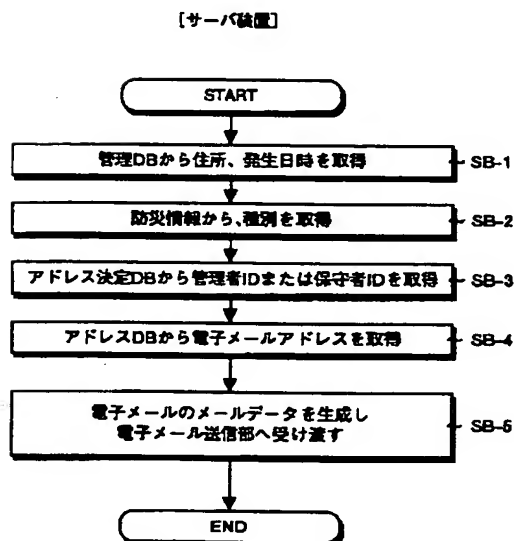 [サーバ装置]
START
管理DBから住所、発生日時を取得
SB-1
防災情報から、種別を取得
SB-2
アドレス決定DBから管理者IDまたは保守者IDを取得
SB-3
アドレスDBから電子メールアドレスを取得
SB-4
電子メールのメールデータを生成し
電子メール送信部へ受け渡す
SB-5
END